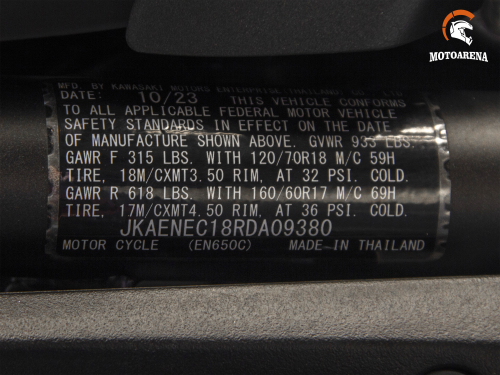 MOTOARENA
MFD. BY KAWASAKI MOTORS ENTERPRISE (THAILAND) CO., LTD.
DATE: 10/23 THIS VEHICLE CONFORMS
TO ALL APPLICABLE FEDERAL MOTOR VEHICLE
SAFETY STANDARDS IN EFFECT ON THE DATE
OF MANUFACTURE SHOWN ABOVE. GVWR 933 LBS.
GAWR F 315 LBS. WITH 120/70R18 M/C 59H
TIRE, 18M/CXMT3.50 RIM, AT 32 PSI. COLD.
GAWR R 618 LBS. WITH 160/60R17 M/C 69H
TIRE, 17M/CXMT4.50 RIM, AT 36 PSI. COLD.
JKAENEC18RDA09380
MOTOR CYCLE (EN650C) MADE IN THAILAND